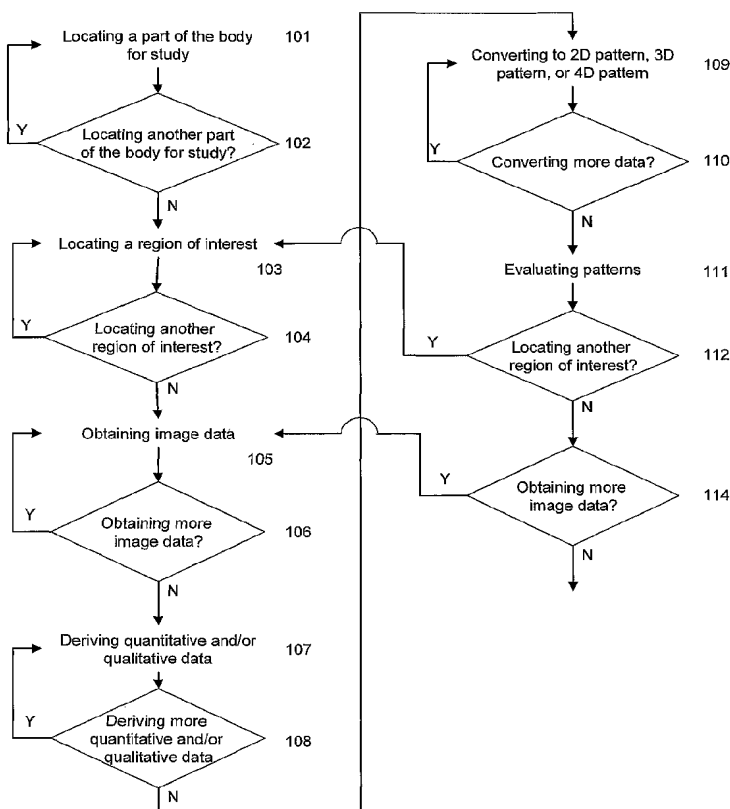 Locating a part of the body
for study
101
Y
Locating another part
of the body for study?
102
N
Locating a region of interest
103
Y
Locating another
region of interest?
104
N
Obtaining image data
105
Y
Obtaining more
image data?
106
N
Deriving quantitative and/or
qualitative data
107
Y
Deriving more
quantitative and/or
qualitative data
108
N
Converting to 2D pattern, 3D
pattern, or 4D pattern
109
Y
Converting more data?
110
N
Evaluating patterns
111
Y
Locating another
region of interest?
112
N
Y
Obtaining more
image data?
114
N